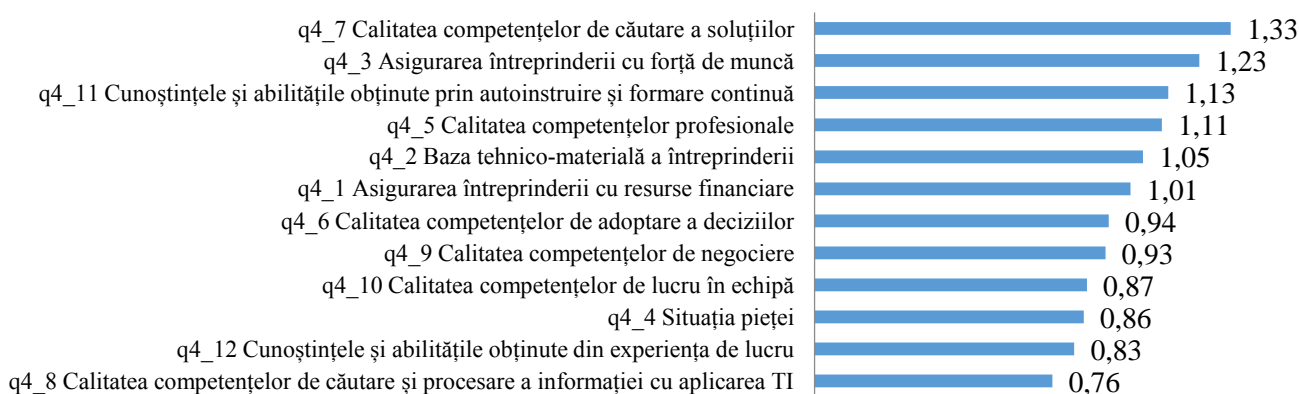 q4_7 Calitatea competențelor de căutare a soluțiilor 1,33
q4_3 Asigurarea întreprinderii cu forță de muncă 1,23
q4_11 Cunoștințele și abilitățile obținute prin autoinstruire și formare continuă 1,13
q4_5 Calitatea competențelor profesionale 1,11
q4_2 Baza tehnico-materială a întreprinderii 1,05
q4_1 Asigurarea întreprinderii cu resurse financiare 1,01
q4_6 Calitatea competențelor de adoptare a deciziilor 0,94
q4_9 Calitatea competențelor de negociere 0,93
q4_10 Calitatea competențelor de lucru în echipă 0,87
q4_4 Situația pieței 0,86
q4_12 Cunoștințele și abilitățile obținute din experiența de lucru 0,83
q4_8 Calitatea competențelor de căutare și procesare a informației cu aplicarea TI 0,76